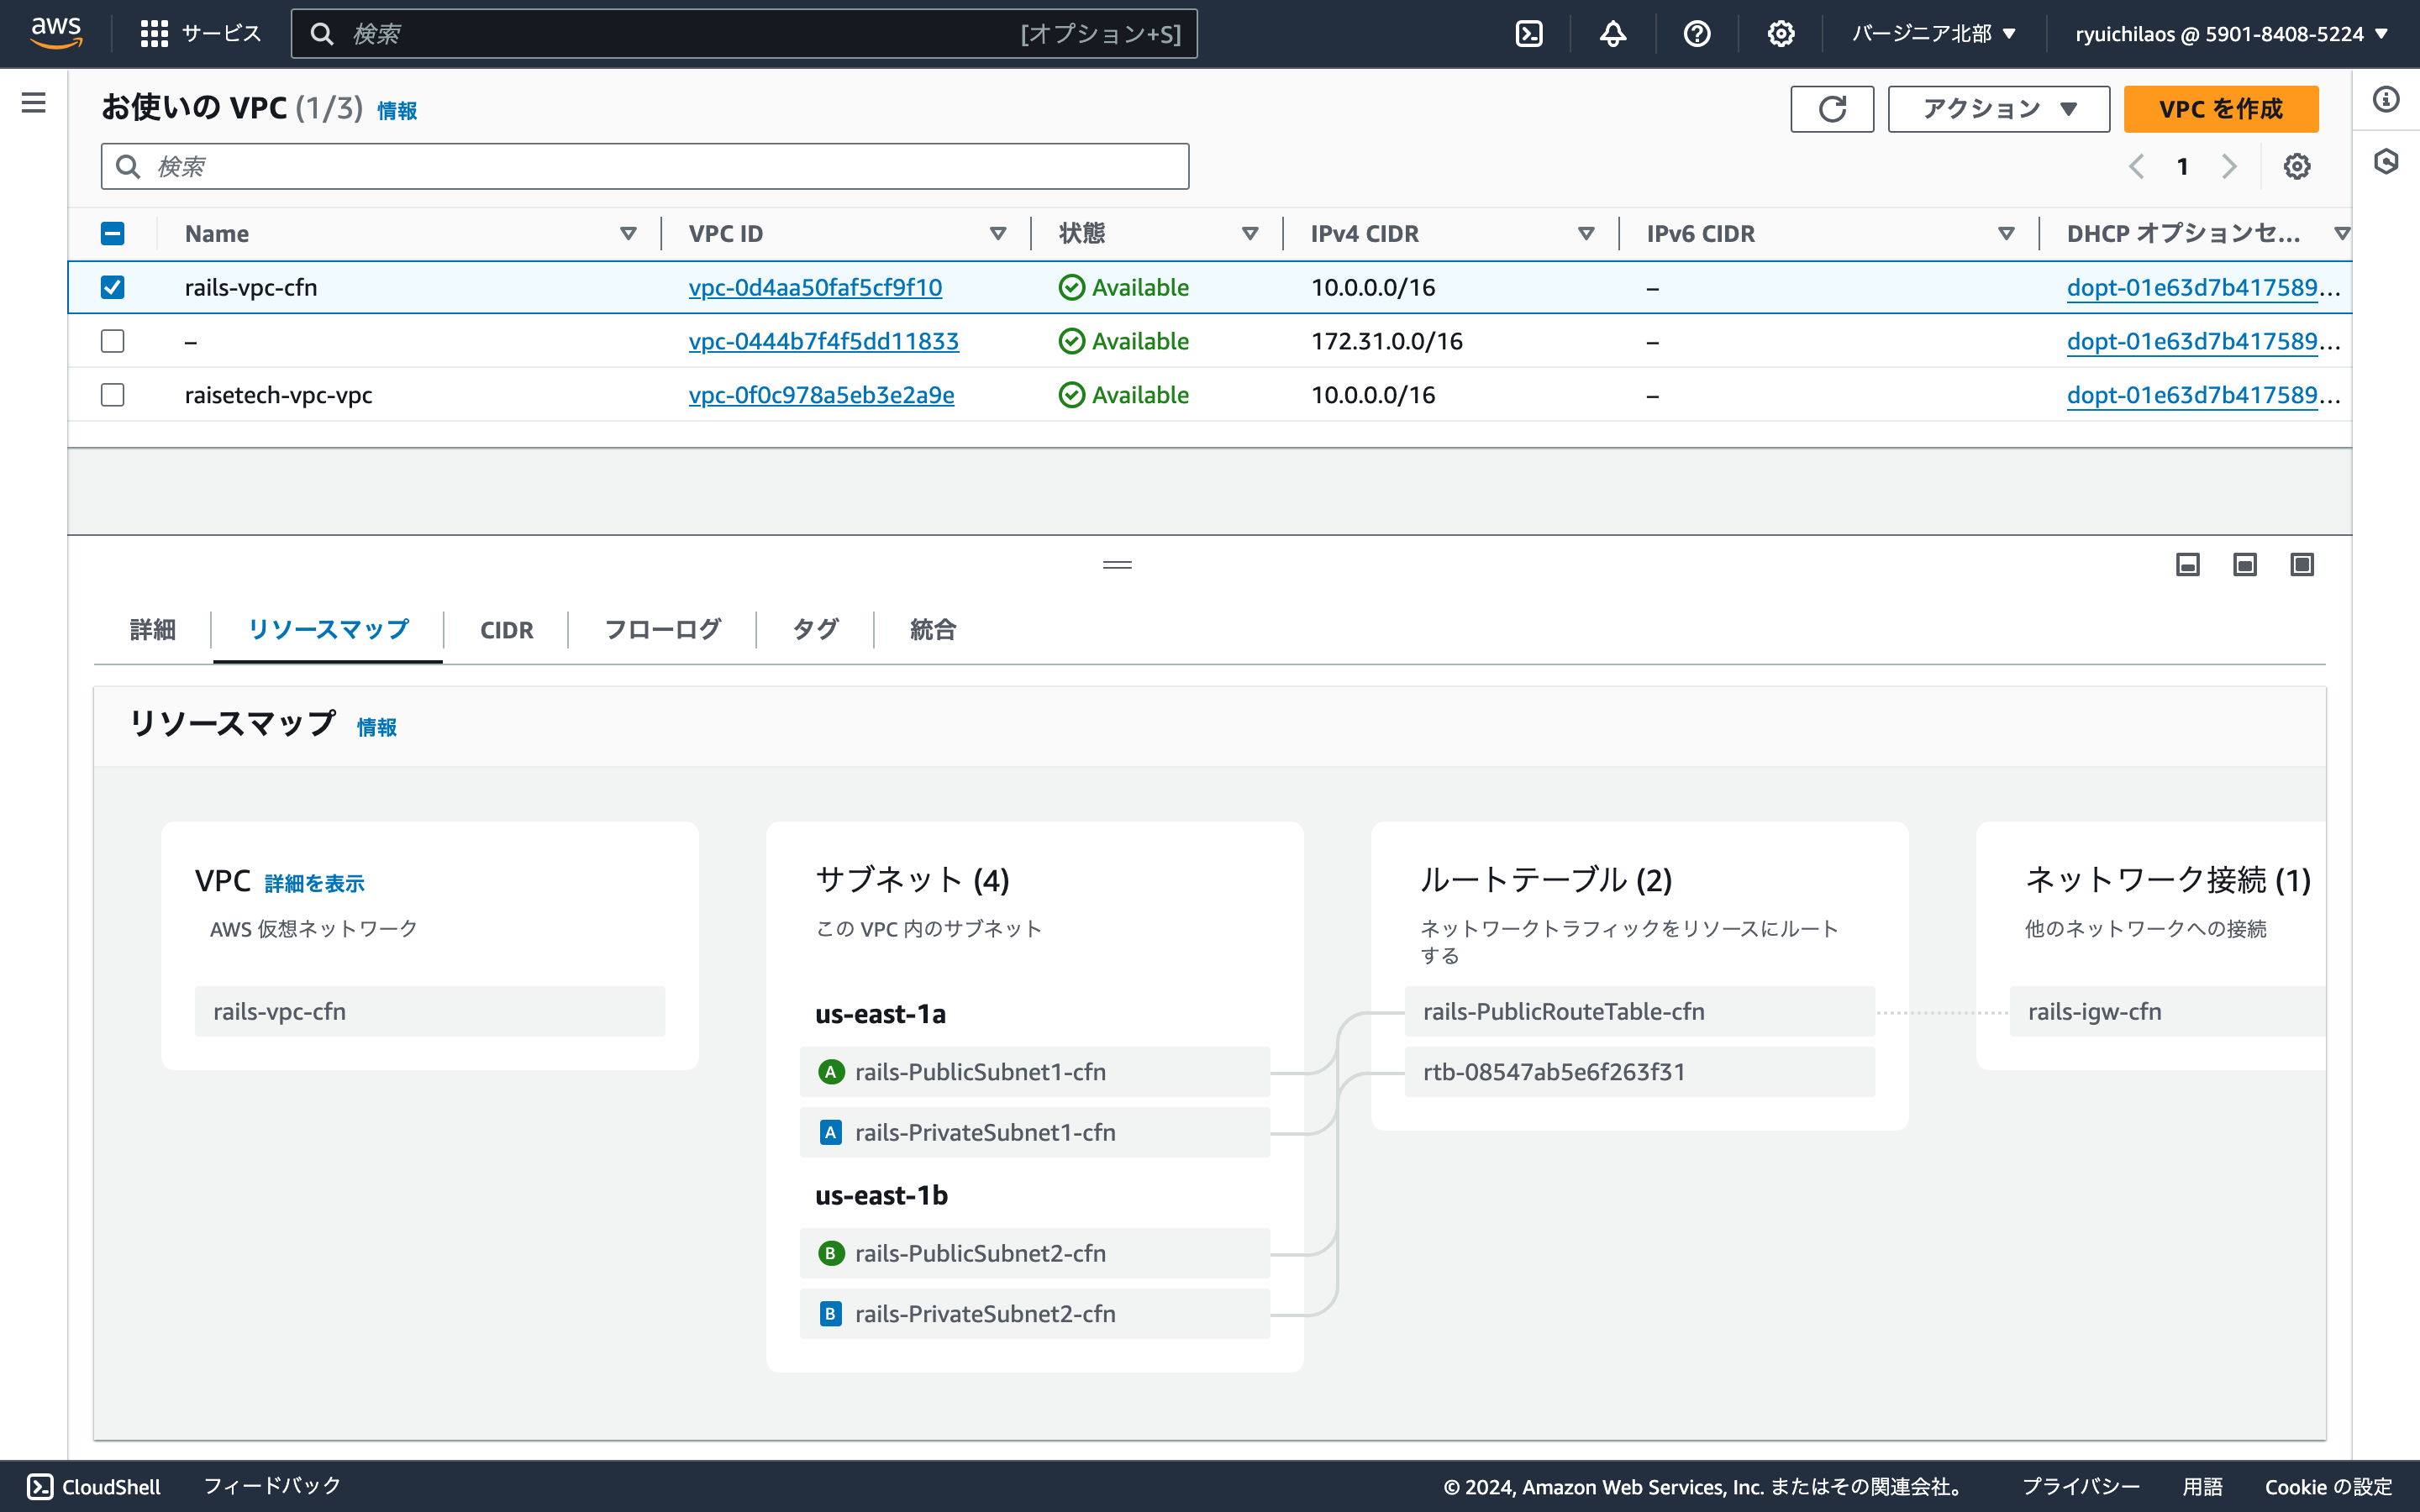 aws サービス 検索 [オプション+S] バージニア北部 ▼ ryuichilaos @ 5901-8408-5224 ▼
お使いの VPC (1/3) 情報 アクション ▼ VPC を作成
検索 1
Name VPC ID 状態 IPv4 CIDR IPv6 CIDR DHCP オプションセ...
rails-vpc-cfn vpc-0d4aa50faf5cf9f10 Available 10.0.0.0/16 – dopt-01e63d7b417589...
– vpc-0444b7f4f5dd11833 Available 172.31.0.0/16 – dopt-01e63d7b417589...
raisetech-vpc-vpc vpc-0f0c978a5eb3e2a9e Available 10.0.0.0/16 – dopt-01e63d7b417589...
詳細 リソースマップ CIDR フローログ タグ 統合
リソースマップ 情報
VPC 詳細を表示
AWS 仮想ネットワーク
rails-vpc-cfn
サブネット (4)
この VPC 内のサブネット
us-east-1a
A rails-PublicSubnet1-cfn
A rails-PrivateSubnet1-cfn
us-east-1b
B rails-PublicSubnet2-cfn
B rails-PrivateSubnet2-cfn
ルートテーブル (2)
ネットワークトラフィックをリソースにルート
する
rails-PublicRouteTable-cfn
rtb-08547ab5e6f263f31
ネットワーク接続 (1)
他のネットワークへの接続
rails-igw-cfn
CloudShell フィードバック © 2024, Amazon Web Services, Inc. またはその関連会社。 プライバシー 用語 Cookie の設定